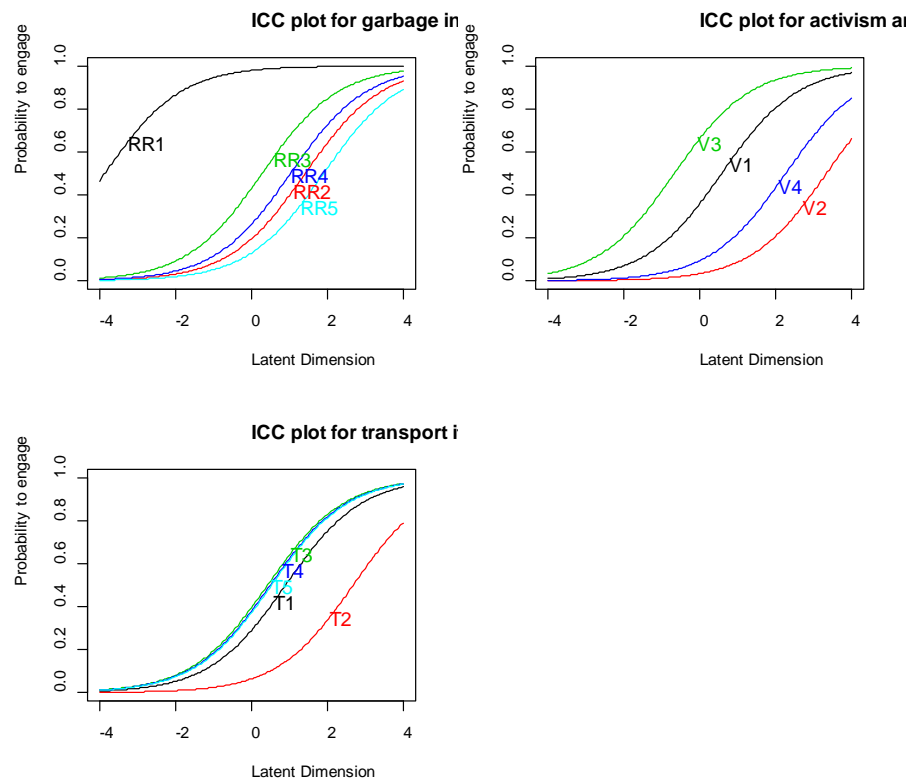 ICC plot for garbage in
Probability to engage
1.0
0.8
0.6
0.4
0.2
0.0
RR1
RR3
RR4
RR2
RR5
-4 -2 0 2 4
Latent Dimension
ICC plot for activism a
Probability to engage
1.0
0.8
0.6
0.4
0.2
0.0
V3
V1
V4
V2
-4 -2 0 2 4
Latent Dimension
ICC plot for transport i
Probability to engage
1.0
0.8
0.6
0.4
0.2
0.0
T3
T4
T5
T1
T2
-4 -2 0 2 4
Latent Dimension